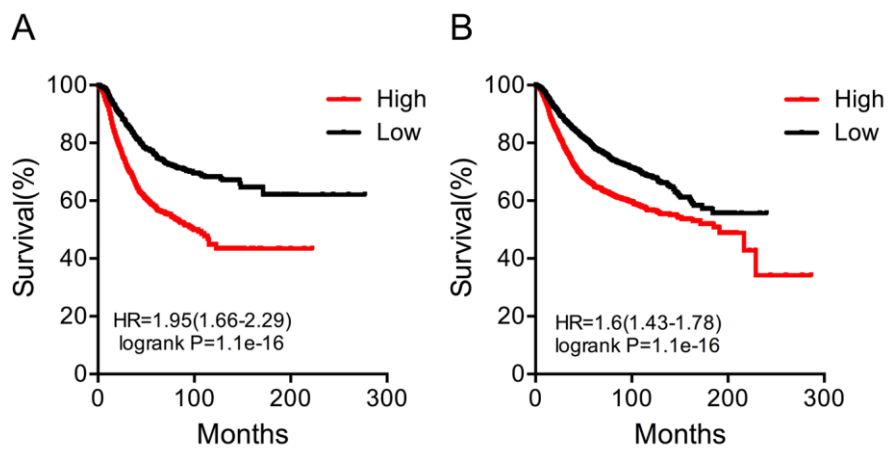 A
Survival(%)
100
80
60
40
20
0
High
Low
HR=1.95(1.66-2.29)
logrank P=1.1e-16
0 100 200 300
Months
B
Survival(%)
100
80
60
40
20
0
High
Low
HR=1.6(1.43-1.78)
logrank P=1.1e-16
0 100 200 300
Months